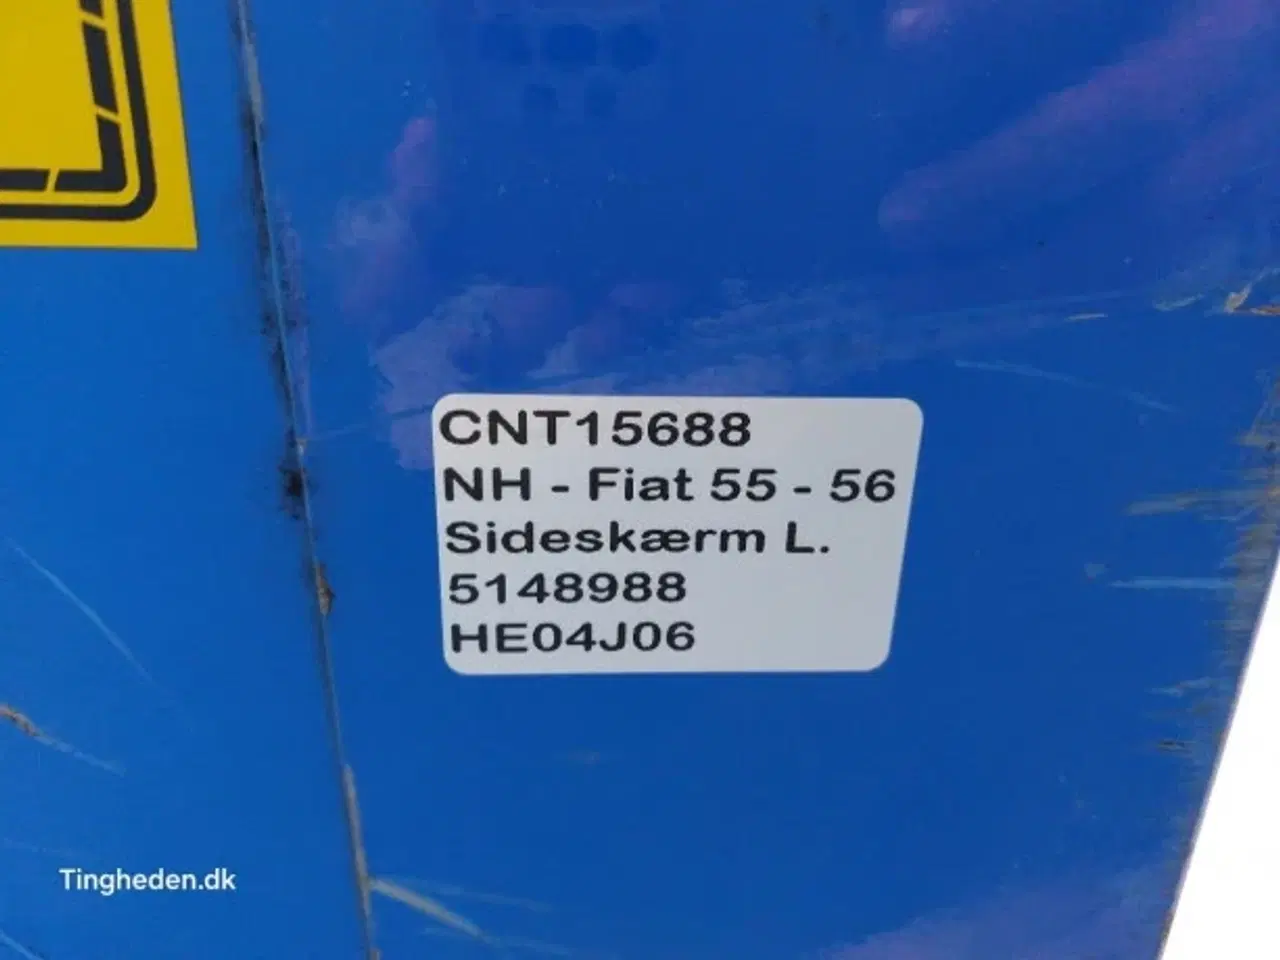 CNT15688
NH - Fiat 55 - 56
Sideskærm L.
5148988
HE04J06
Tingheden.dk